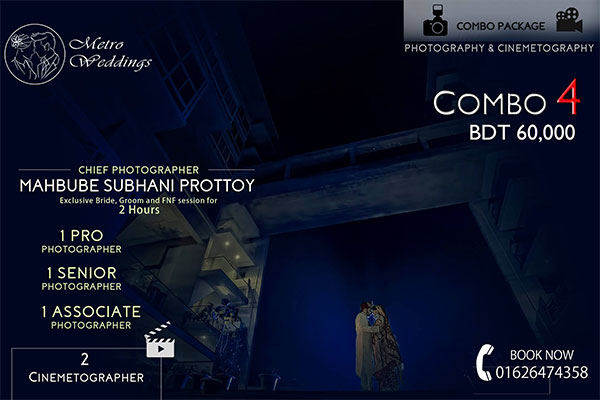 Metro
Weddings
COMBO PACKAGE
PHOTOGRAPHY & CINEMETOGRAPHY
COMBO 4
BDT 60,000
CHIEF PHOTOGRAPHER
MAHBUBE SUBHANI PROTTOY
Exclusive Bride, Groom and FNF session for
2 Hours
1 PRO
PHOTOGRAPHER
1 SENIOR
PHOTOGRAPHER
1 ASSOCIATE
PHOTOGRAPHER
2
CINEMETOGRAPHER
BOOK NOW
01626474358